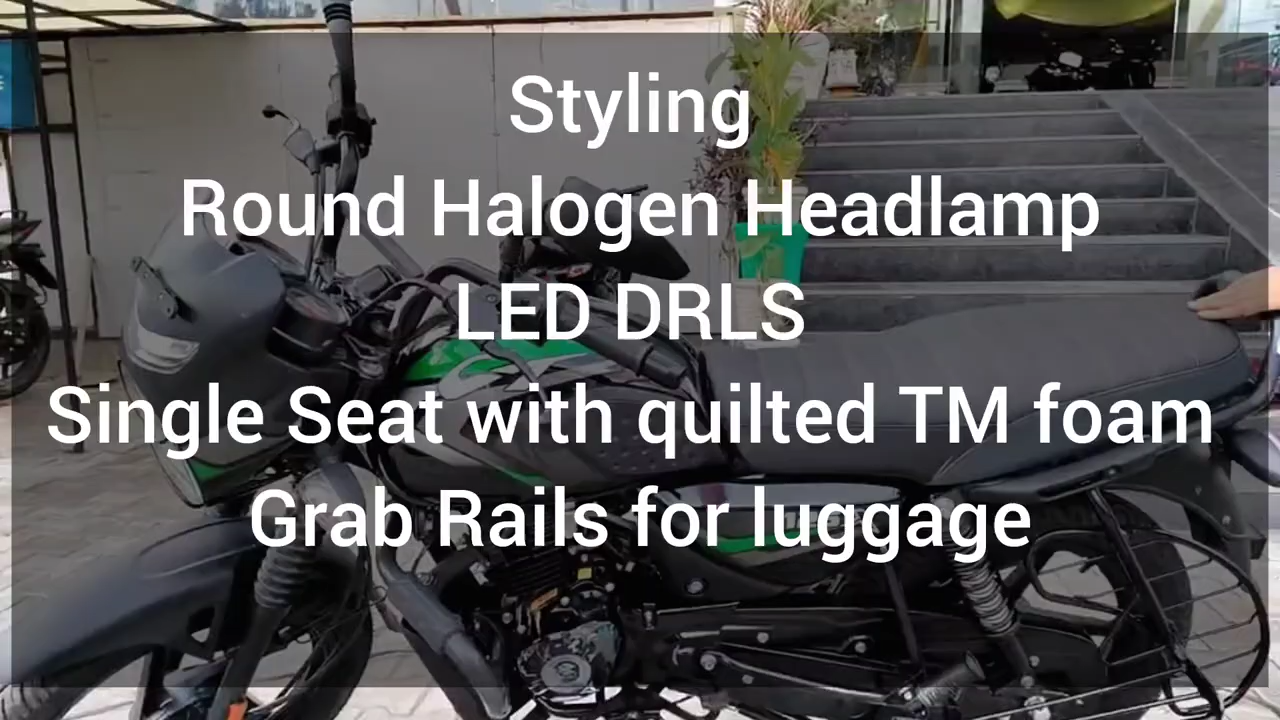 Styling
Round Halogen Headlamp
LED DRLS
Single Seat with quilted TM foam
Grab Rails for luggage